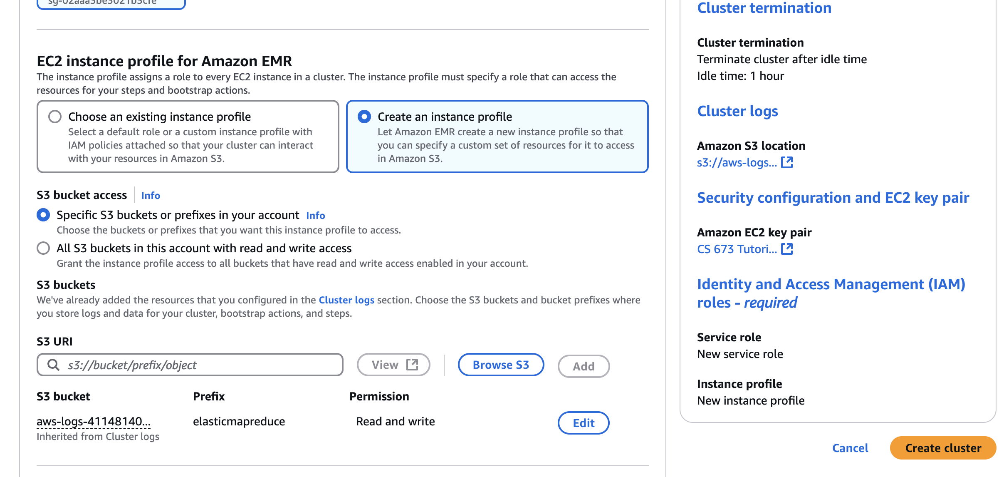 EC2 instance profile for Amazon EMR
The instance profile assigns a role to every EC2 instance in a cluster. The instance profile must specify a role that can access the
resources for your steps and bootstrap actions.
Choose an existing instance profile
Select a default role or a custom instance profile with
IAM policies attached so that your cluster can interact
with your resources in Amazon S3.
Create an instance profile
Let Amazon EMR create a new instance profile so that
you can specify a custom set of resources for it to access
in Amazon S3.
S3 bucket access
Info
Specific S3 buckets or prefixes in your account Info
Choose the buckets or prefixes that you want this instance profile to access.
All S3 buckets in this account with read and write access
Grant the instance profile access to all buckets that have read and write access enabled in your account.
S3 buckets
We've already added the resources that you configured in the Cluster logs section. Choose the S3 buckets and bucket prefixes where
you store logs and data for your cluster, bootstrap actions, and steps.
S3 URI
s3://bucket/prefix/object
View
Browse S3
Add
S3 bucket
Prefix
Permission
aws-logs-41148140...
elasticmapreduce
Read and write
Edit
Inherited from Cluster logs
Cluster termination
Cluster termination
Terminate cluster after idle time
Idle time: 1 hour
Cluster logs
Amazon S3 location
s3://aws-logs...
Security configuration and EC2 key pair
Amazon EC2 key pair
CS 673 Tutori...
Identity and Access Management (IAM)
roles - required
Service role
New service role
Instance profile
New instance profile
Cancel
Create cluster